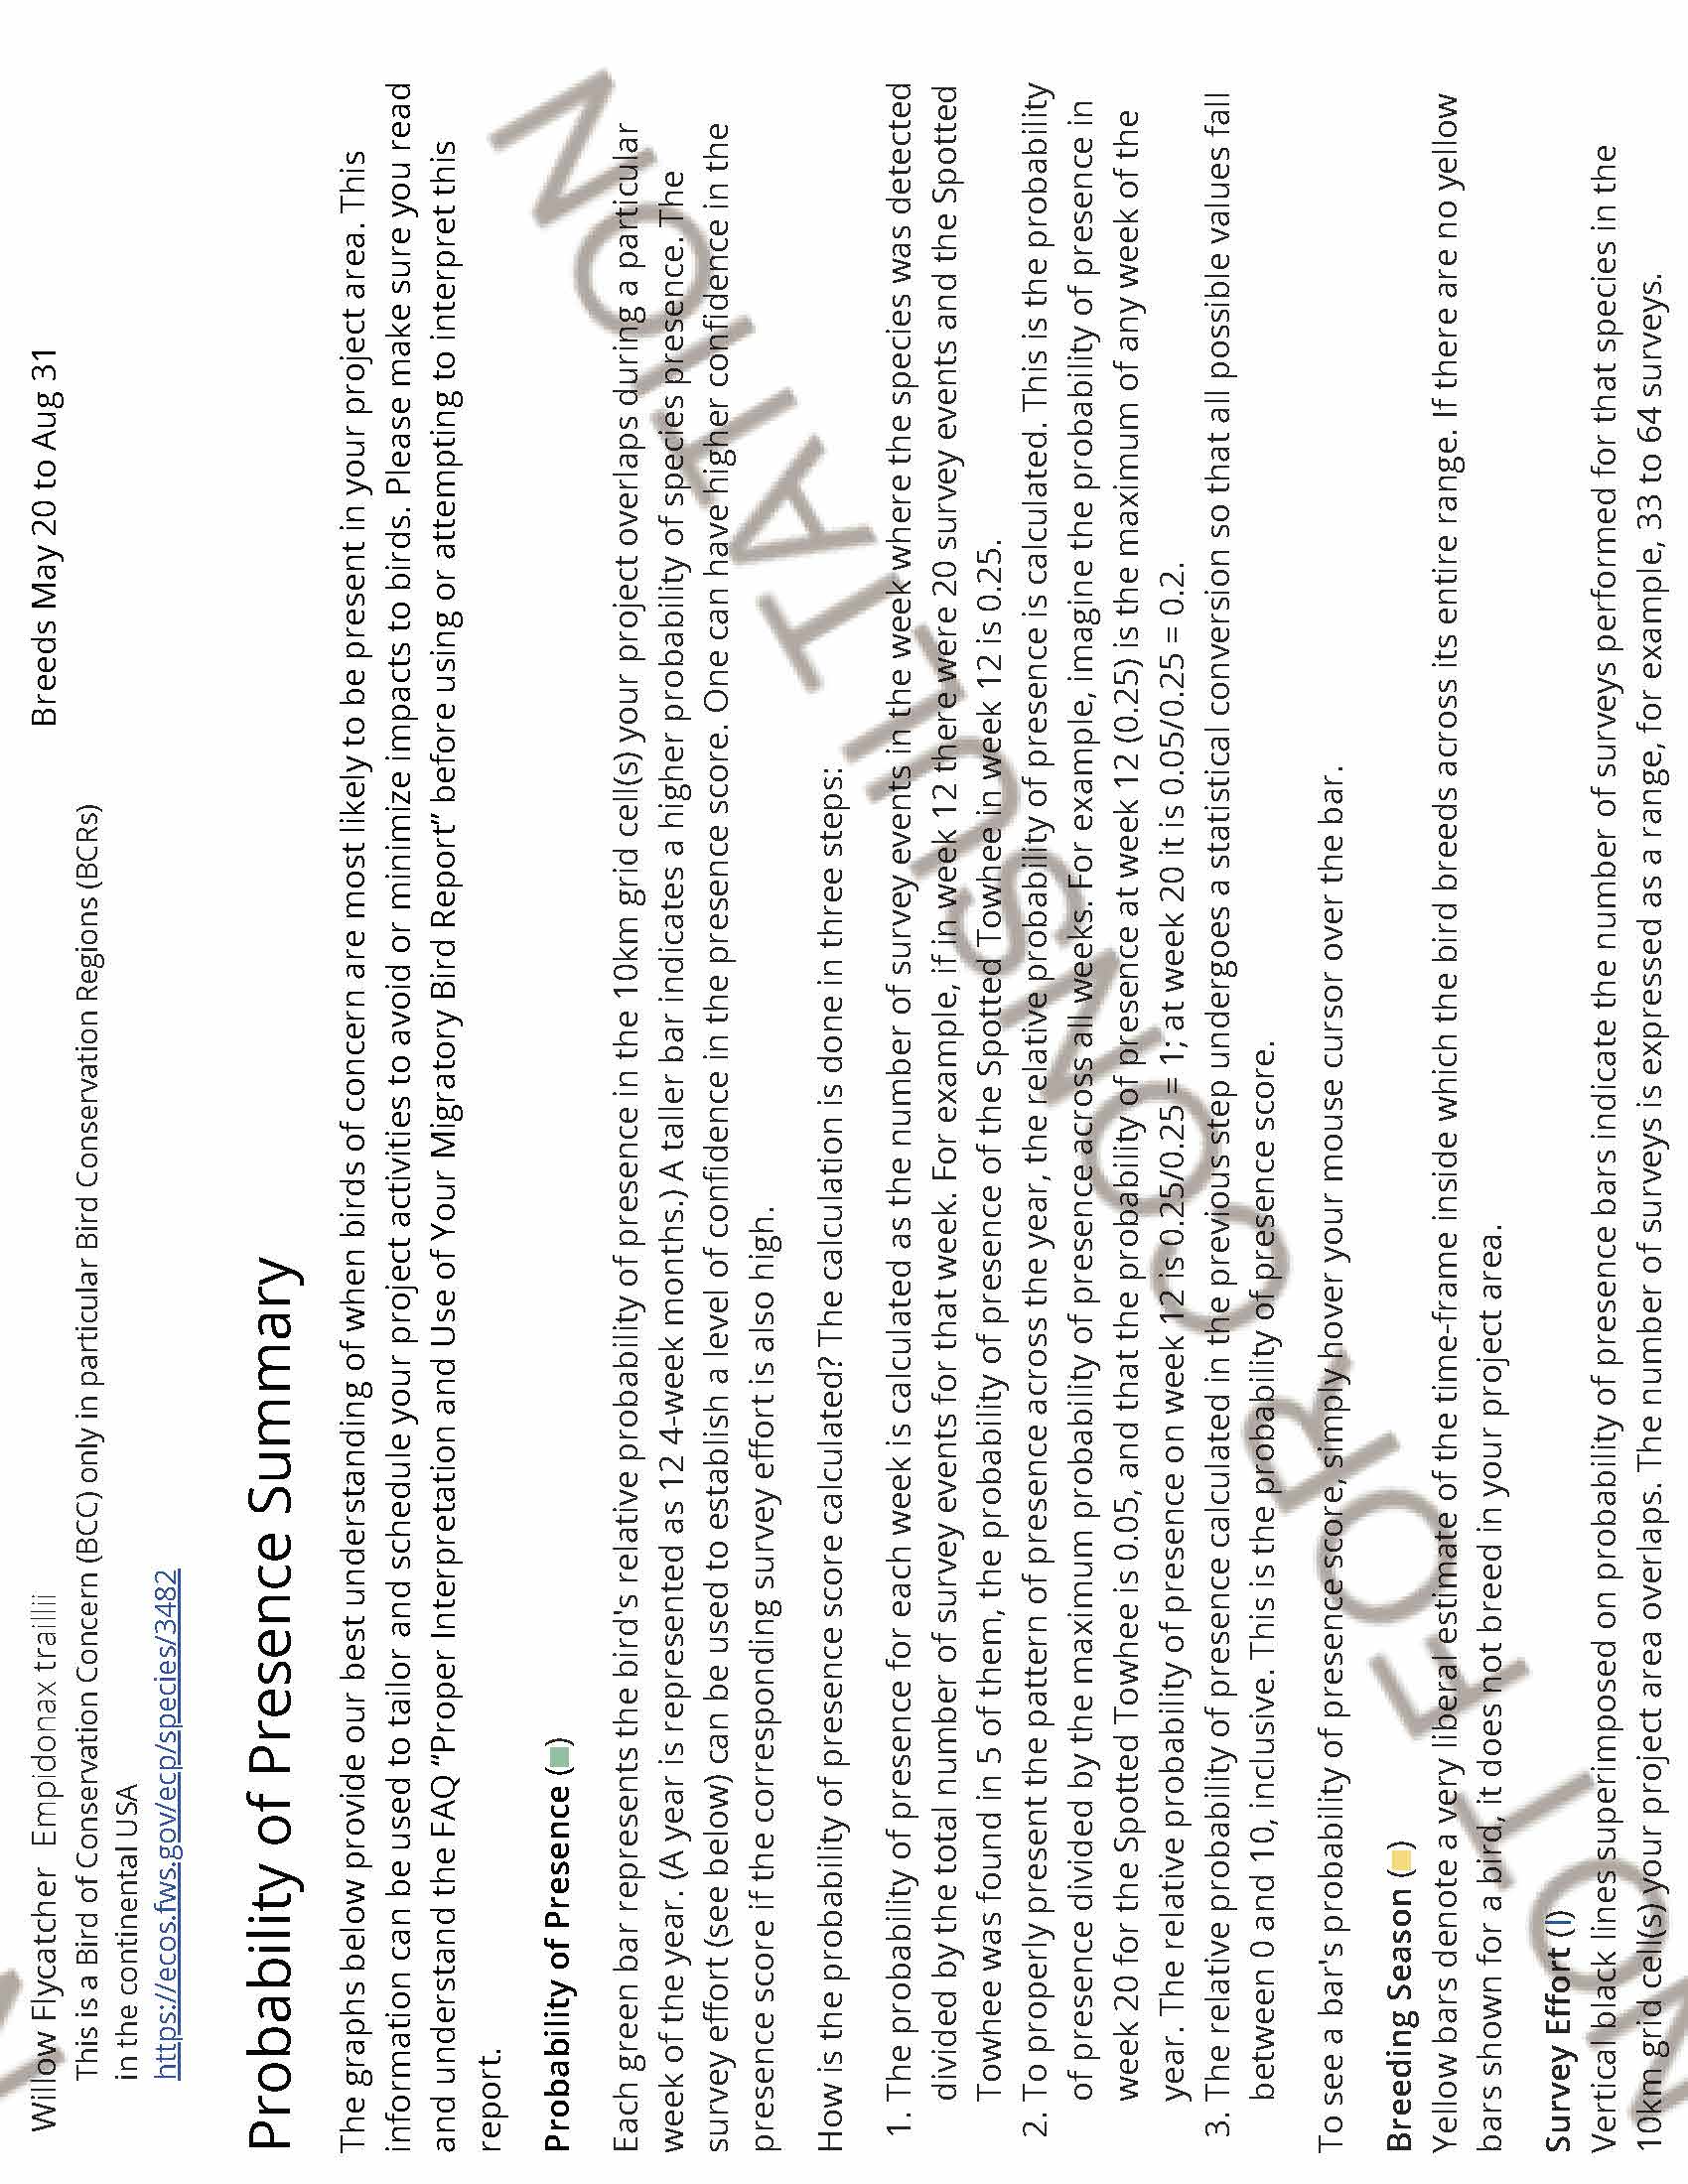 Willow Flycatcher Empidonax traillii Breeds May 20 to Aug 31
This is a Bird of Conservation Concern (BCC) only in particular Bird Conservation Regions (BCRs)
in the continental USA
https://ecos.fws.gov/ecp/species/3482
Probability of Presence Summary
The graphs below provide our best understanding of when birds of concern are most likely to be present in your project area. This
information can be used to tailor and schedule your project activities to avoid or minimize impacts to birds. Please make sure you read
and understand the FAQ “Proper Interpretation and Use of Your Migratory Bird Report” before using or attempting to interpret this
report.
Probability of Presence (■)
Each green bar represents the bird's relative probability of presence in the 10km grid cell(s) your project overlaps during a particular
week of the year. (A year is represented as 12 4-week months.) A taller bar indicates a higher probability of species presence. The
survey effort (see below) can be used to establish a level of confidence in the presence score. One can have higher confidence in the
presence score if the corresponding survey effort is also high.
How is the probability of presence score calculated? The calculation is done in three steps:
1. The probability of presence for each week is calculated as the number of survey events in the week where the species was detected
divided by the total number of survey events for that week. For example, if in week 12 there were 20 survey events and the Spotted
Towhee was found in 5 of them, the probability of presence of the Spotted Towhee in week 12 is 0.25.
2. To properly present the pattern of presence across the year, the relative probability of presence is calculated. This is the probability
of presence divided by the maximum probability of presence across all weeks. For example, imagine the probability of presence in
week 20 for the Spotted Towhee is 0.05, and that the probability of presence at week 12 (0.25) is the maximum of any week of the
year. The relative probability of presence on week 12 is 0.25/0.25 = 1; at week 20 it is 0.05/0.25 = 0.2.
3. The relative probability of presence calculated in the previous step undergoes a statistical conversion so that all possible values fall
between 0 and 10, inclusive. This is the probability of presence score.
To see a bar's probability of presence score, simply hover your mouse cursor over the bar.
Breeding Season (■)
Yellow bars denote a very liberal estimate of the time-frame inside which the bird breeds across its entire range. If there are no yellow
bars shown for a bird, it does not breed in your project area.
Survey Effort (|)
Vertical black lines superimposed on probability of presence bars indicate the number of surveys performed for that species in the
10km grid cell(s) your project area overlaps. The number of surveys is expressed as a range, for example, 33 to 64 surveys.
NOT FOR CONSULTATION